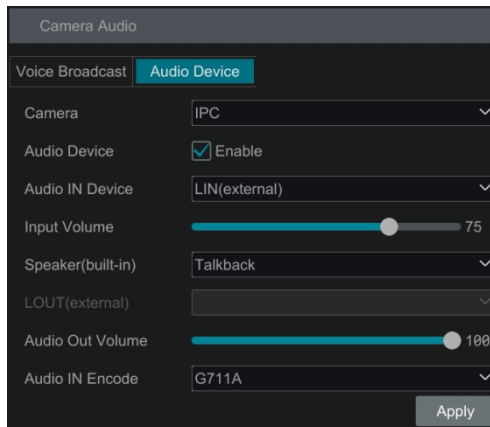 Camera Audio
Voice Broadcast Audio Device
Camera IPC
Audio Device Enable
Audio IN Device LIN(external)
Input Volume 75
Speaker(built-in) Talkback
LOUT(external)
Audio Out Volume 100
Audio IN Encode G711A
Apply